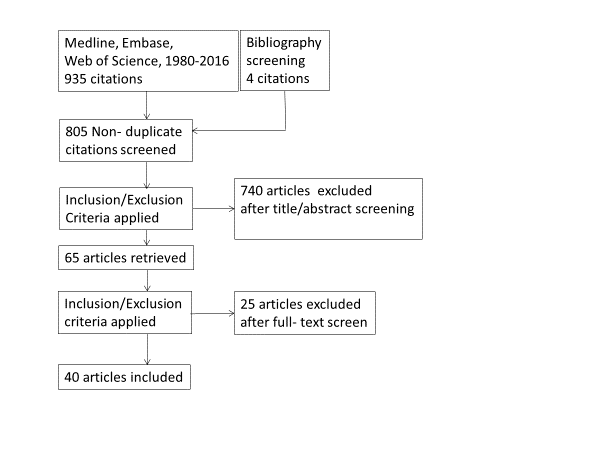 Medline, Embase,
Web of Science, 1980-2016
935 citations
Bibliography
screening
4 citations
805 Non- duplicate
citations screened
Inclusion/Exclusion
Criteria applied
740 articles excluded
after title/abstract screening
65 articles retrieved
Inclusion/Exclusion
criteria applied
25 articles excluded
after full- text screen
40 articles included